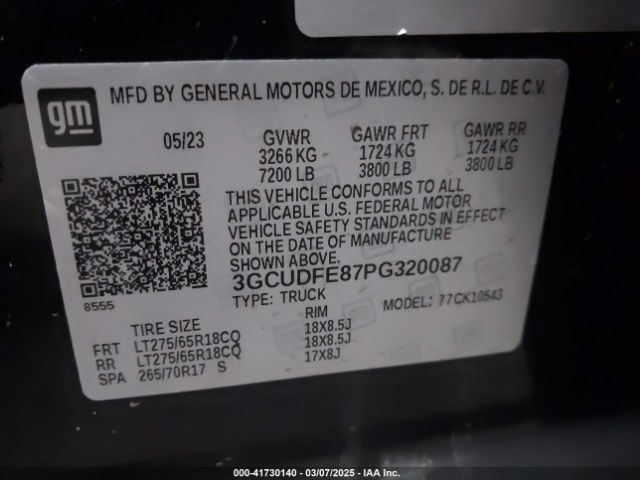 gm
MFD BY GENERAL MOTORS DE MEXICO, S. DE R.L. DE C.V.
05/23 GVWR GAWR FRT GAWR RR
3266 KG 1724 KG 1724 KG
7200 LB 3800 LB 3800 LB
THIS VEHICLE CONFORMS TO ALL
APPLICABLE U.S. FEDERAL MOTOR
VEHICLE SAFETY STANDARDS IN EFFECT
ON THE DATE OF MANUFACTURE
SHOWN ABOVE.
3GCUDFE87PG320087
8555
TYPE: TRUCK MODEL: 77CK10543
TIRE SIZE RIM
FRT LT275/65R18CQ 18X8.5J
RR LT275/65R18CQ 18X8.5J
SPA 265/70R17 S 17X8J
000-41730140 - 03/07/2025 - IAA Inc.